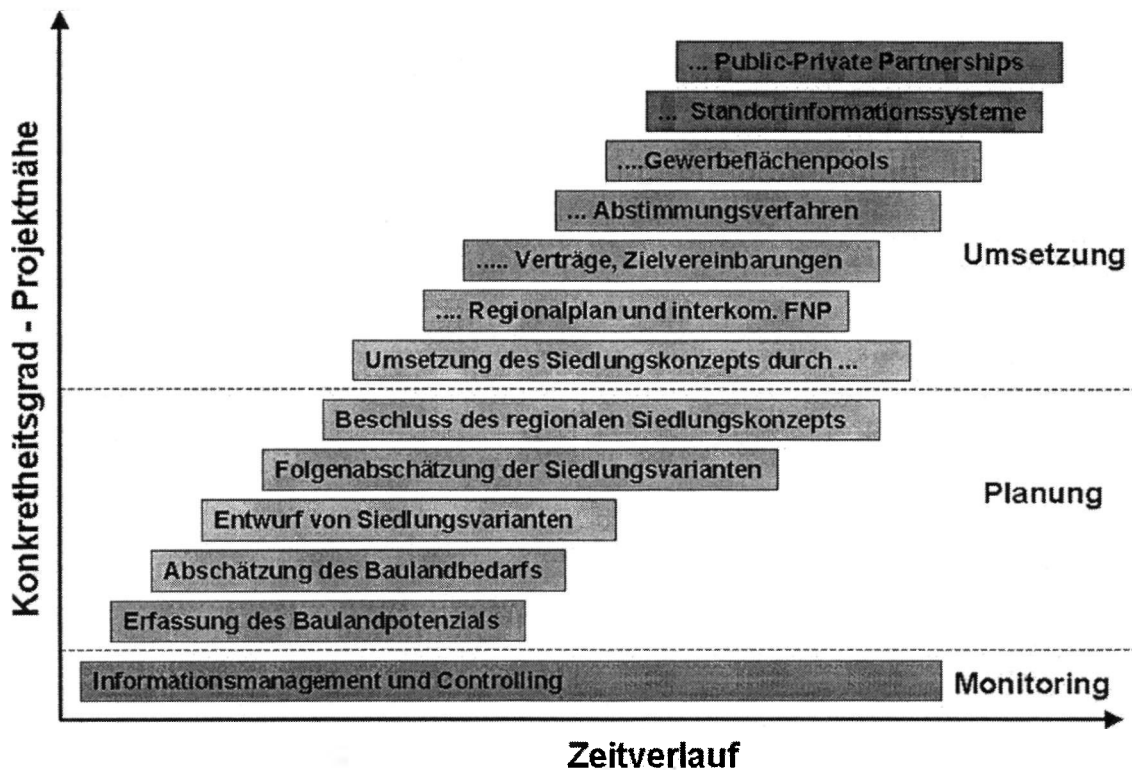 Konkretheitsgrad - Projektnähe
... Public-Private Partnerships
... Standortinformationssysteme
....Gewerbeflächenpools
... Abstimmungsverfahren
..... Verträge, Zielvereinbarungen
.... Regionalplan und interkom. FNP
Umsetzung des Siedlungskonzepts durch ...
Umsetzung
Beschluss des regionalen Siedlungskonzepts
Folgenabschätzung der Siedlungsvarianten
Entwurf von Siedlungsvarianten
Abschätzung des Baulandbedarfs
Erfassung des Baulandpotenzials
Planung
Informationsmanagement und Controlling
Monitoring
Zeitverlauf